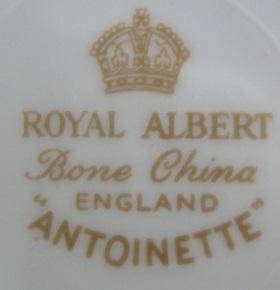 ROYAL ALBERT
Bone China
ENGLAND
"ANTOINETTE"